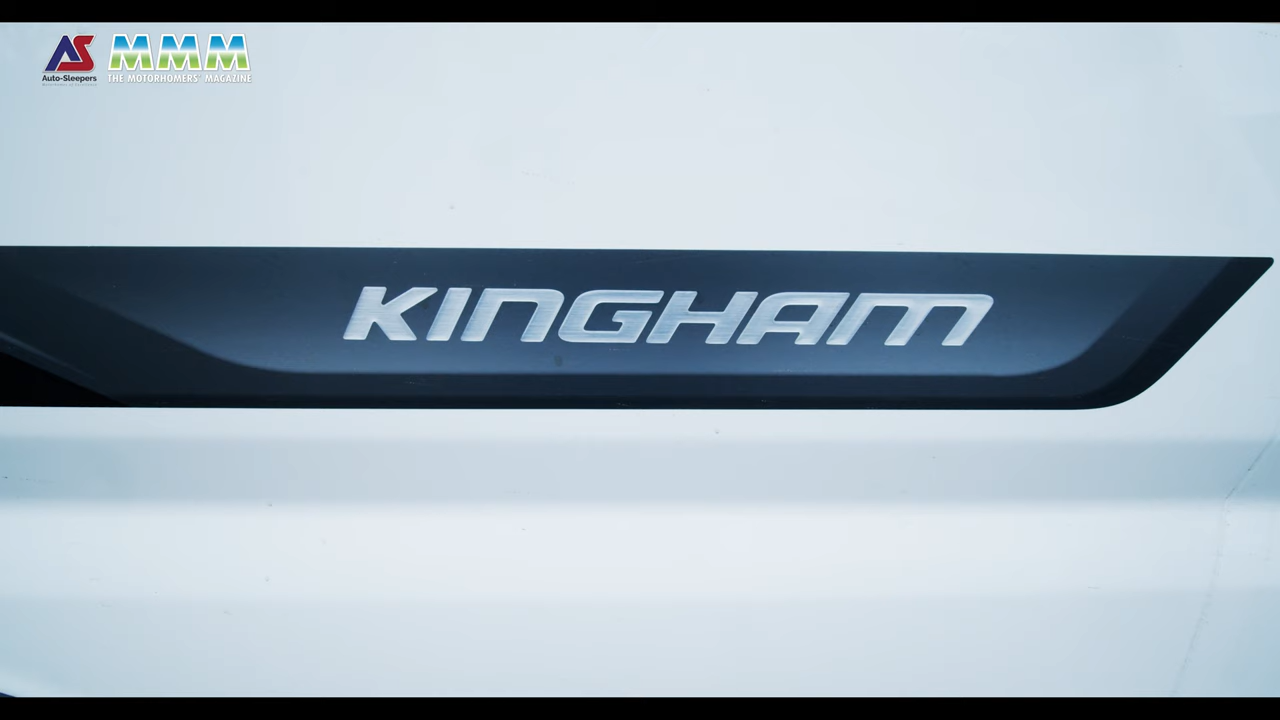 AS
Auto-Sleepers
MMM
THE MOTORHOMERS' MAGAZINE
KINGHAM